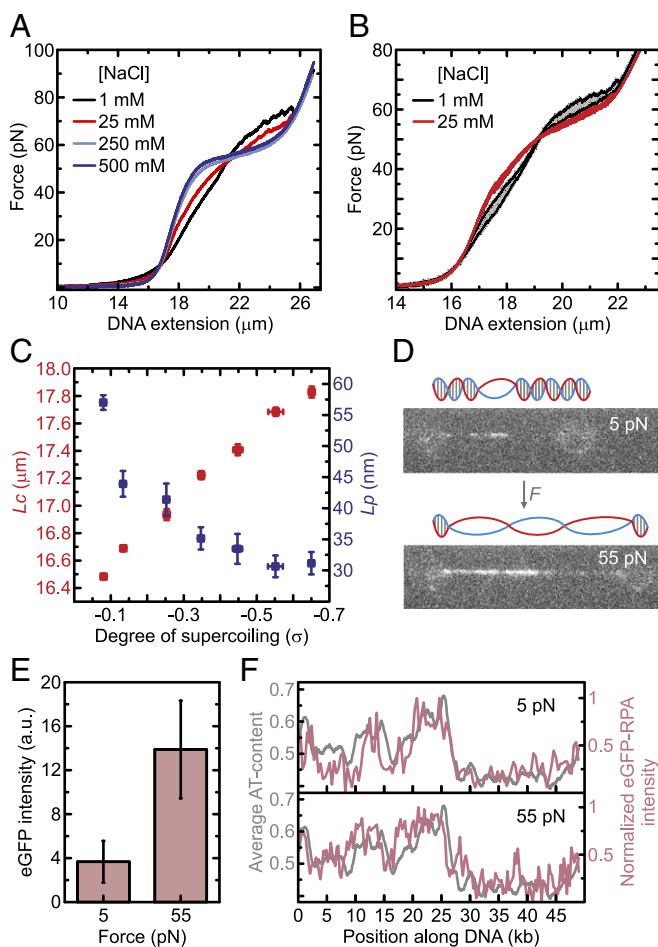 A
Force (pN)
100
80
60
40
20
[NaCl]
1 mM
25 mM
250 mM
500 mM
10 14 18 22 26
DNA extension (μm)
B
Force (pN)
80
60
40
20
[NaCl]
1 mM
25 mM
14 16 18 20 22
DNA extension (μm)
C
Lc (μm)
18.0
17.8
17.6
17.4
17.2
17.0
16.8
16.6
16.4
60
55
50
45
40
35
30
Lp (nm)
-0.1 -0.3 -0.5 -0.7
Degree of supercoiling (σ)
D
5 pN
F
55 pN
E
eGFP intensity (a.u.)
20
16
12
8
4
0
5 55
Force (pN)
F
Average AT-content
0.7
0.6
0.5
5 pN
1
0.5
0.6
0.5
55 pN
1
0.5
Normalized eGFP-RPA
intensity
0 5 10 15 20 25 30 35 40 45
Position along DNA (kb)